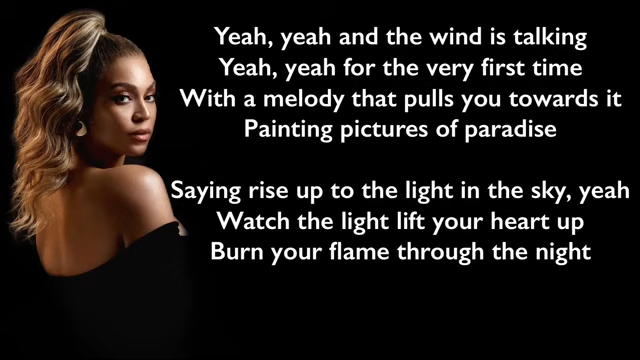 Yeah, yeah and the wind is talking
Yeah, yeah for the very first time
With a melody that pulls you towards it
Painting pictures of paradise
Saying rise up to the light in the sky, yeah
Watch the light lift your heart up
Burn your flame through the night